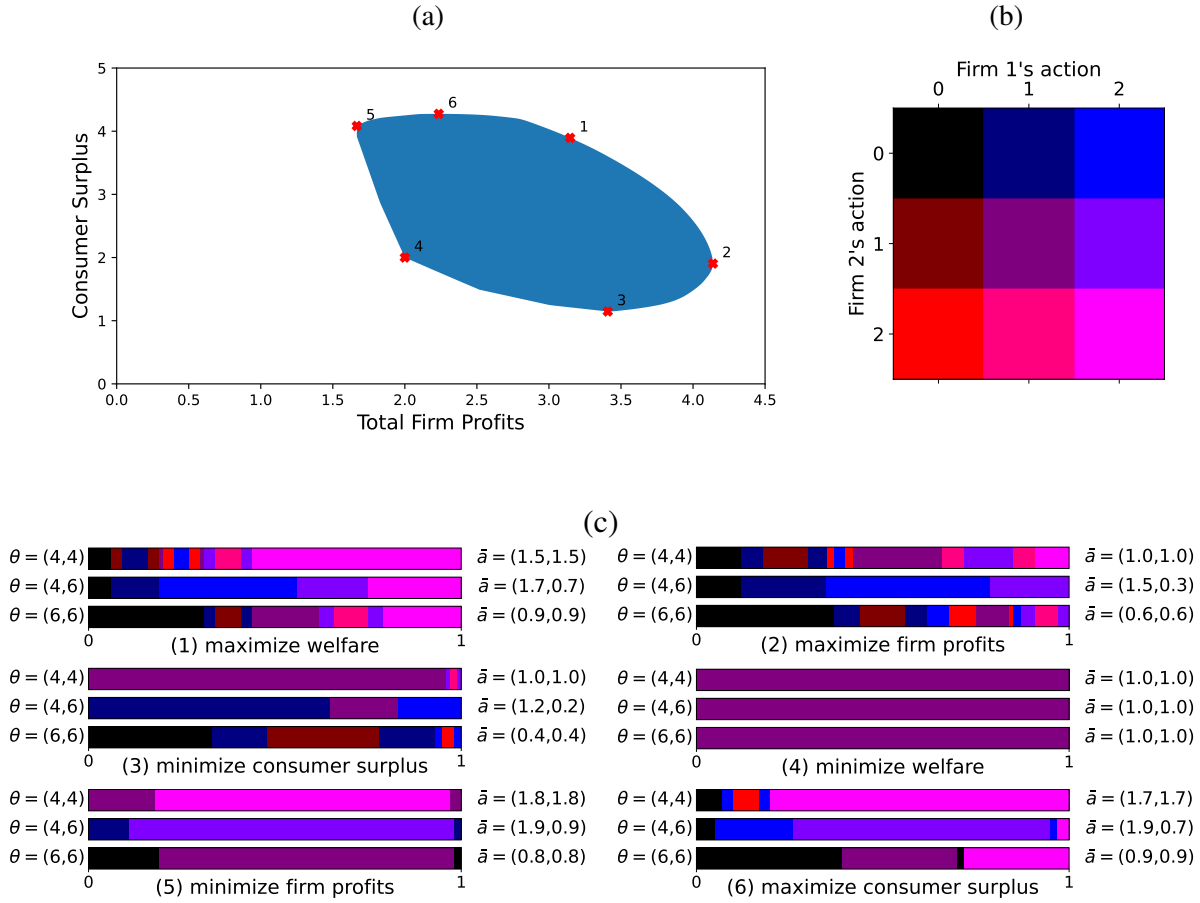 (a)
(b)
5
4
3
2
1
0
Consumer Surplus
0.0 0.5 1.0 1.5 2.0 2.5 3.0 3.5 4.0 4.5
Total Firm Profits
5
6
1
4
2
3
Firm 1's action
0 1 2
Firm 2's action
0
1
2
(c)
θ = (4,4) ā = (1.5,1.5)
θ = (4,6) ā = (1.7,0.7)
θ = (6,6) ā = (0.9,0.9)
0 1
(1) maximize welfare
θ = (4,4) ā = (1.0,1.0)
θ = (4,6) ā = (1.5,0.3)
θ = (6,6) ā = (0.6,0.6)
0 1
(2) maximize firm profits
θ = (4,4) ā = (1.0,1.0)
θ = (4,6) ā = (1.2,0.2)
θ = (6,6) ā = (0.4,0.4)
0 1
(3) minimize consumer surplus
θ = (4,4) ā = (1.0,1.0)
θ = (4,6) ā = (1.0,1.0)
θ = (6,6) ā = (1.0,1.0)
0 1
(4) minimize welfare
θ = (4,4) ā = (1.8,1.8)
θ = (4,6) ā = (1.9,0.9)
θ = (6,6) ā = (0.8,0.8)
0 1
(5) minimize firm profits
θ = (4,4) ā = (1.7,1.7)
θ = (4,6) ā = (1.9,0.7)
θ = (6,6) ā = (0.9,0.9)
0 1
(6) maximize consumer surplus